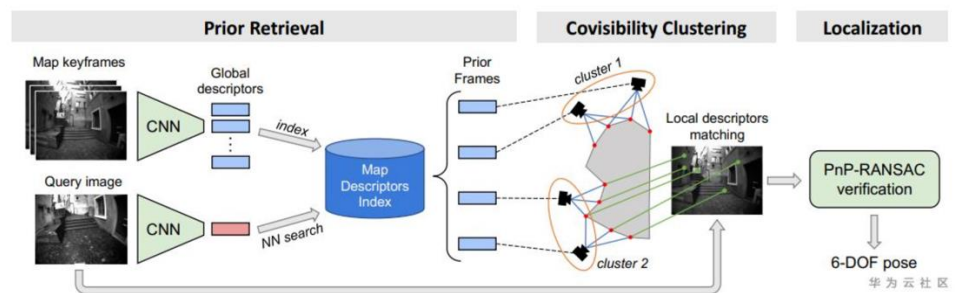 Prior Retrieval
Covisibility Clustering
Localization
Map keyframes
Global
descriptors
CNN
index
Query image
CNN
NN search
Map
Descriptors
Index
Prior
Frames
cluster 1
cluster 2
Local descriptors
matching
PnP-RANSAC
verification
6-DOF pose
华为云社区